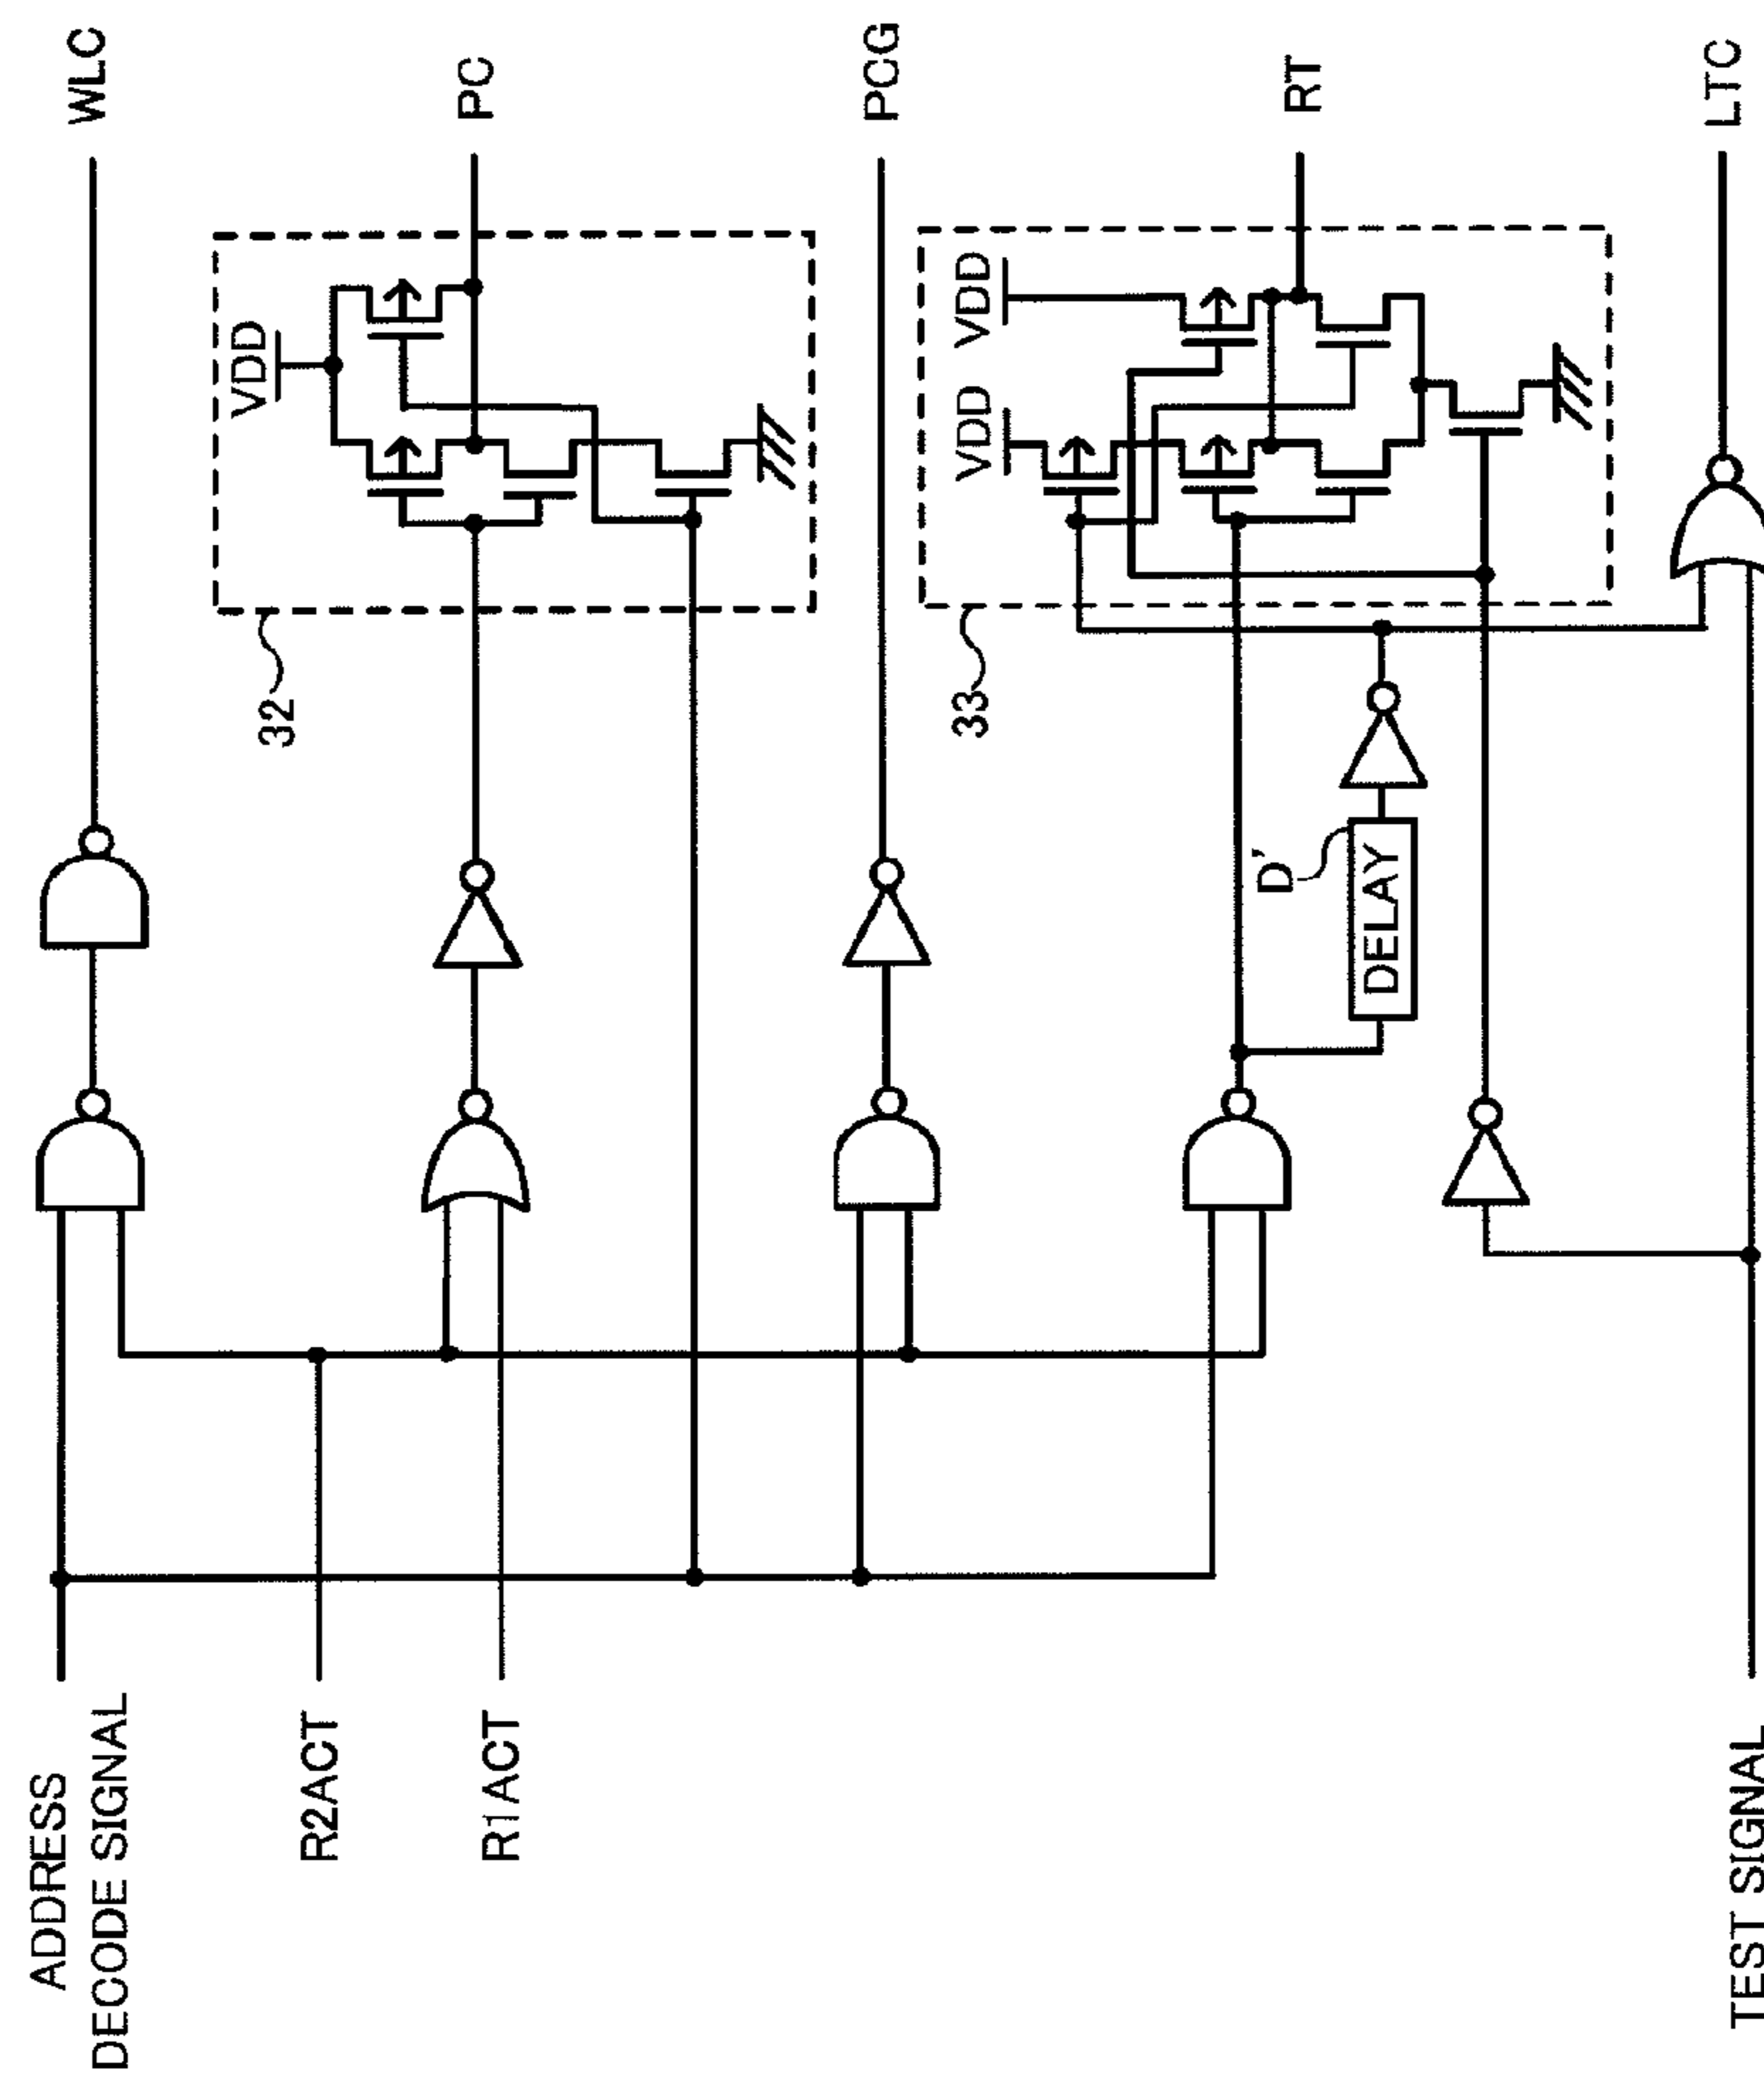 ADDRESS
DECODE SIGNAL
R2ACT
R1ACT
TEST SIGNAL
WLC
32
VDD
PC
PCG
33
VDD
VDD
RT
D'
DELAY
LTC